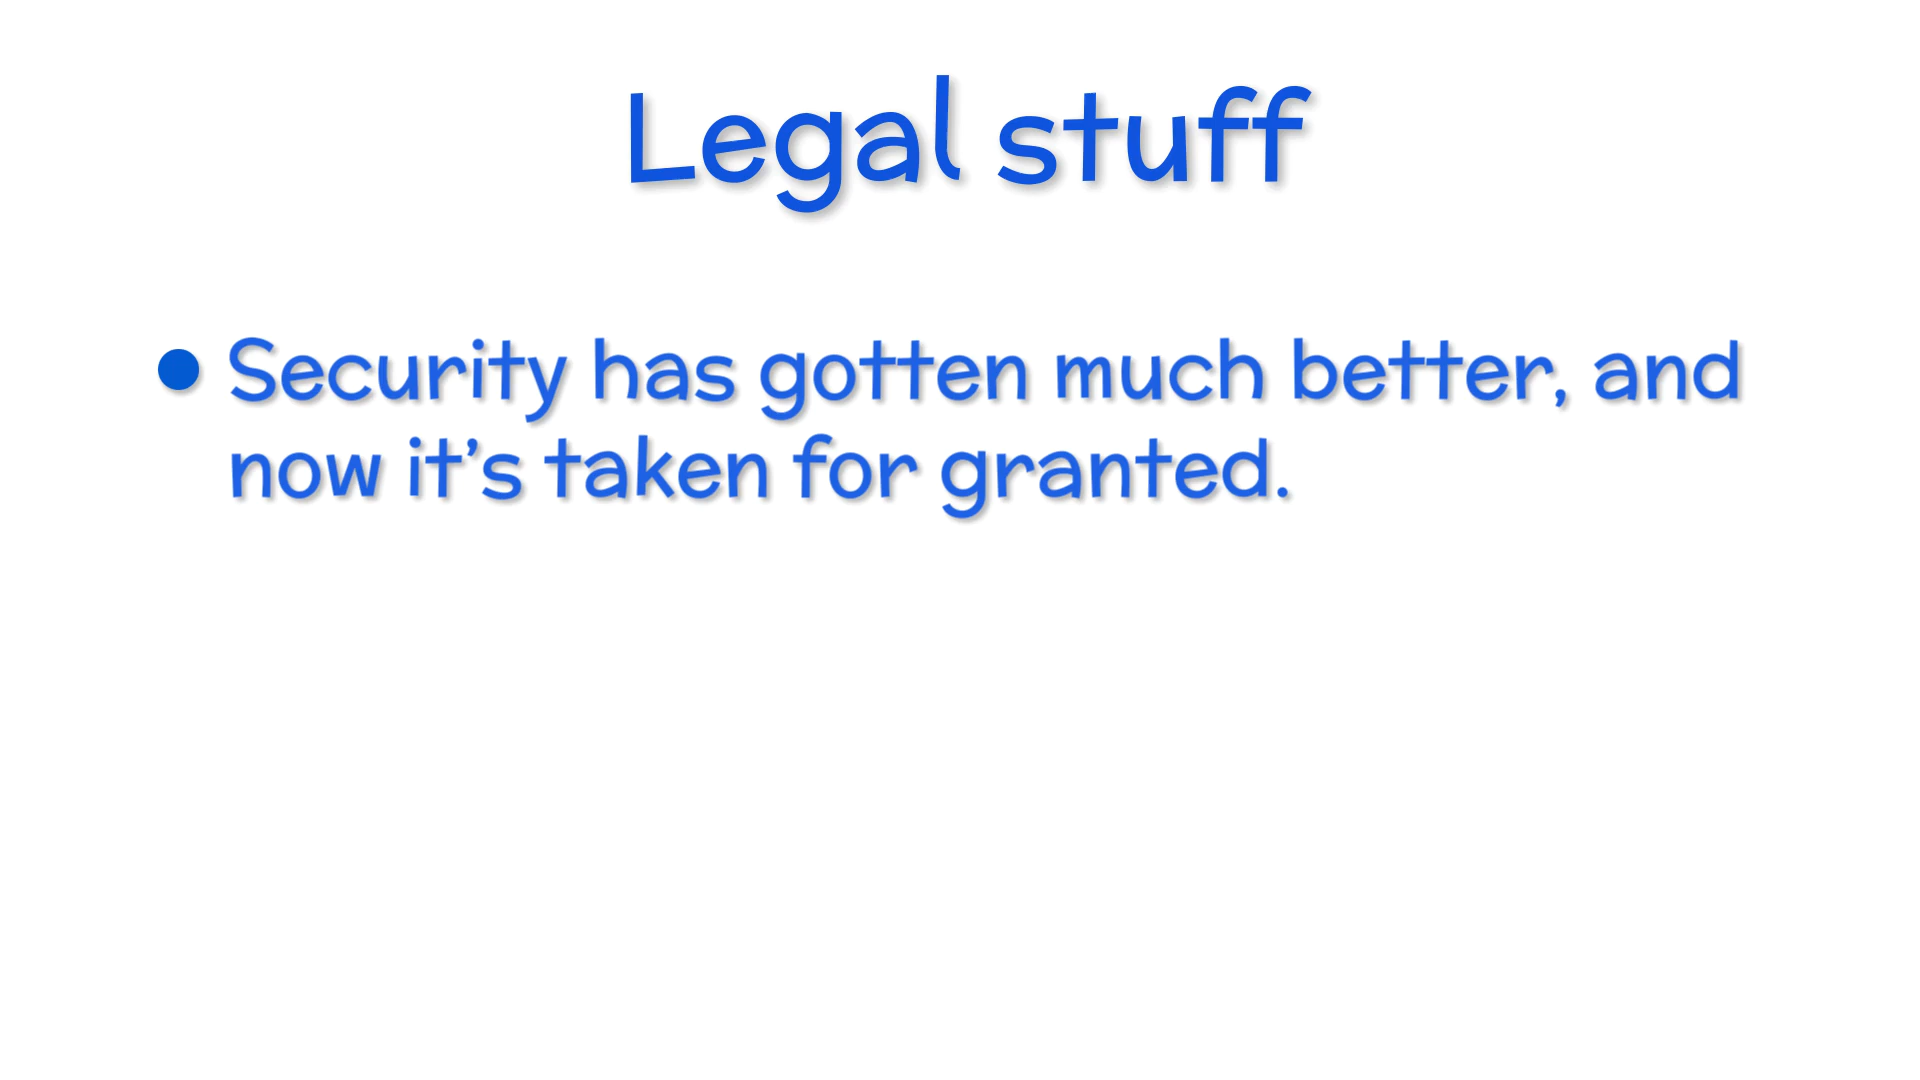 Legal stuff
• Security has gotten much better, and
now it’s taken for granted.